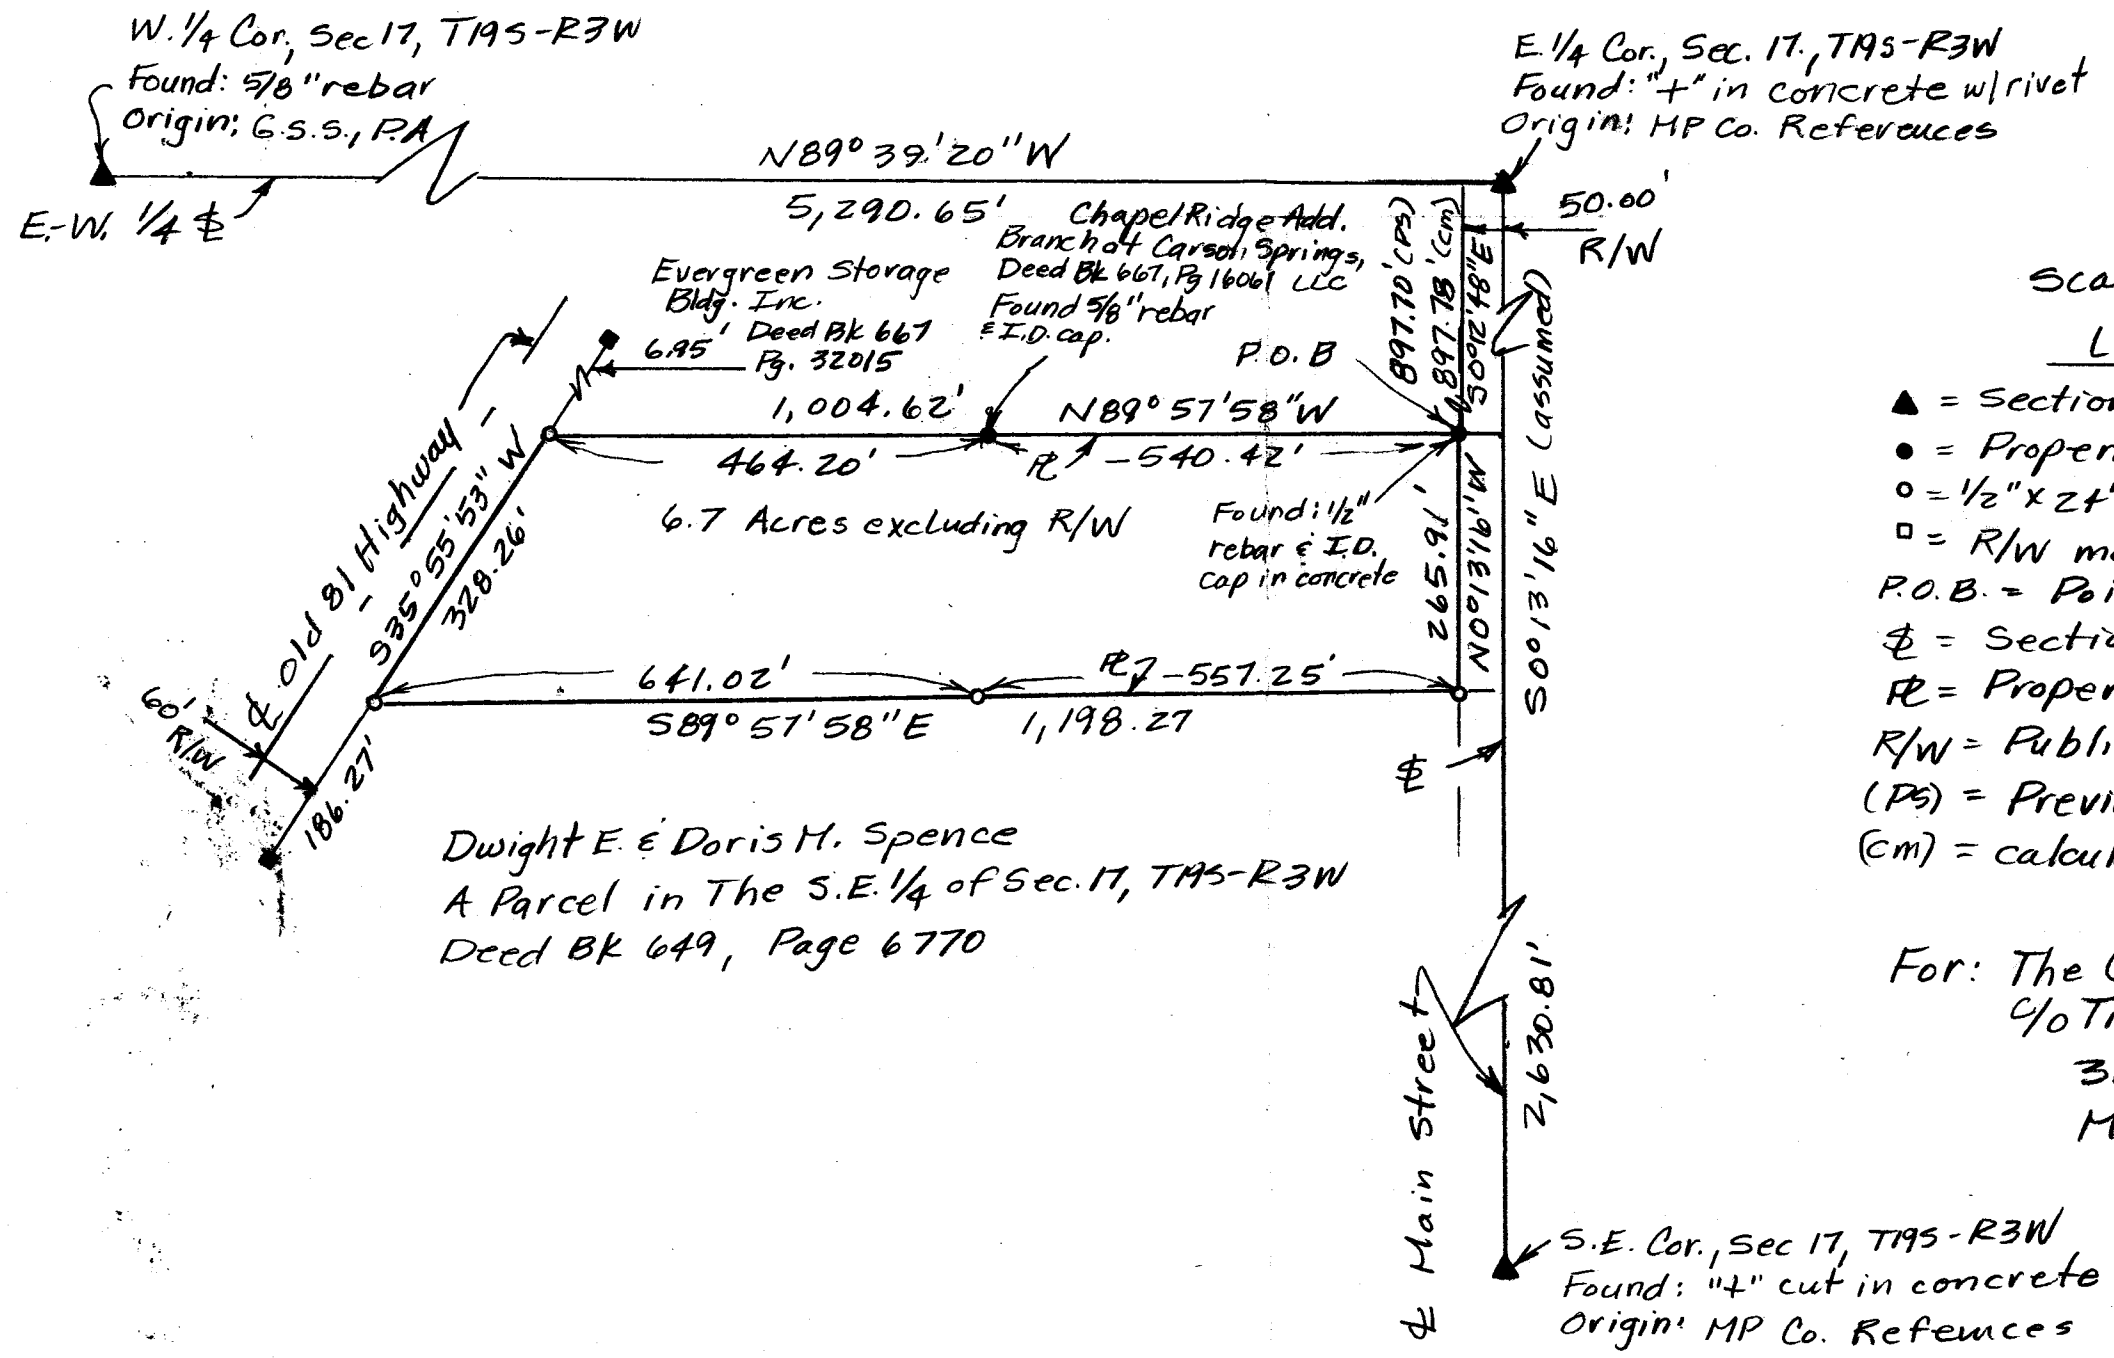 W. 1/4 Cor., Sec 17, T19S-R3W
Found: 5/8" rebar
Origin: G.S.S., P.A
E.-W. 1/4 ⅊
N89° 39' 20" W
5,290.65'
E. 1/4 Cor., Sec. 17., T19S-R3W
Found: "+" in concrete w/rivet
Origin: MP Co. References
50.00'
R/W
Chapel Ridge Add.
Branch of Carson Springs,
Deed Bk 667, Pg 16061 LLC
Found 5/8" rebar
& I.D. cap.
Evergreen Storage
Bldg. Inc.
Deed Bk 667
Pg. 32015
6.95'
P.O.B
897.70' (PS)
897.78' (cm)
S0°12'48"E
1,004.62'
N89° 57' 58" W
464.20'
PL -540.42'
6.7 Acres excluding R/W
Found: 1/2"
rebar & I.D.
cap in concrete
265.91'
N0°13'16"W
S0°13'16"E (assumed)
℄ Old 81 Highway
S35° 55' 53" W
328.26'
641.02'
PL -557.25'
S89° 57' 58" E
1,198.27
60'
R/W
186.27'
Dwight E. & Doris M. Spence
A Parcel in The S.E. 1/4 of Sec. 17, T19S-R3W
Deed Bk 649, Page 6770
℄ Main Street
2,630.81'
S.E. Cor., Sec 17, T19S-R3W
Found: "+" cut in concrete
Origin: MP Co. Refernces
Sca
L
▲ = Section
● = Proper
○ = 1/2" x 24"
□ = R/W m
P.O.B. = Poi
= Secti
PL = Proper
R/W = Publi
(PS) = Previ
(cm) = calcul
For: The
C/O T
3
M